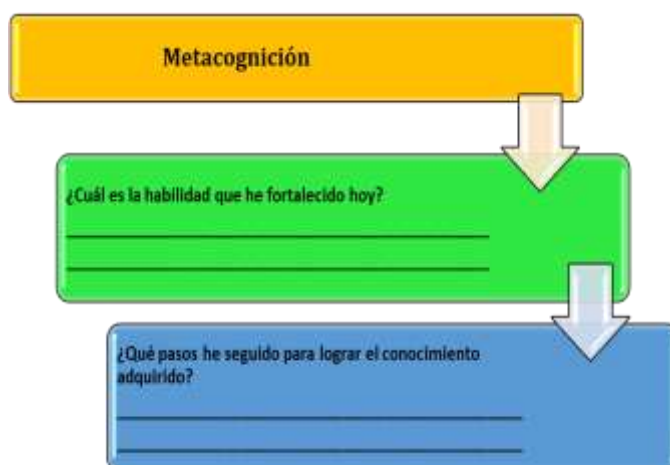 Metacognición
¿Cuál es la habilidad que he fortalecido hoy?
¿Qué pasos he seguido para lograr el conocimiento
adquirido?